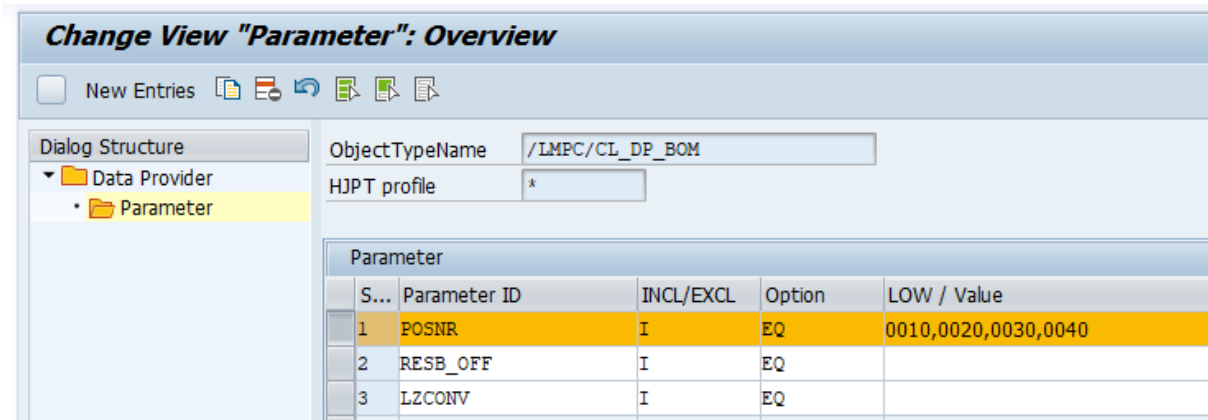 Change View "Parameter": Overview
New Entries
Dialog Structure
Data Provider
Parameter
ObjectTypeName /LMPC/CL_DP_BOM
HJPT profile *
Parameter
S... Parameter ID INCL/EXCL Option LOW / Value
1 POSNR I EQ 0010,0020,0030,0040
2 RESB_OFF I EQ
3 LZCONV I EQ